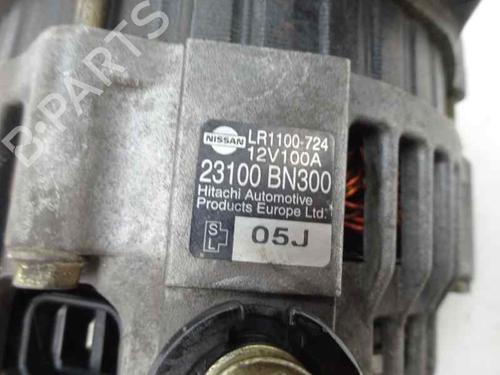 B-PARTS
NISSAN
LR1100-724
12V100A
23100 BN300
Hitachi Automotive
Products Europe Ltd.
S
L
05J